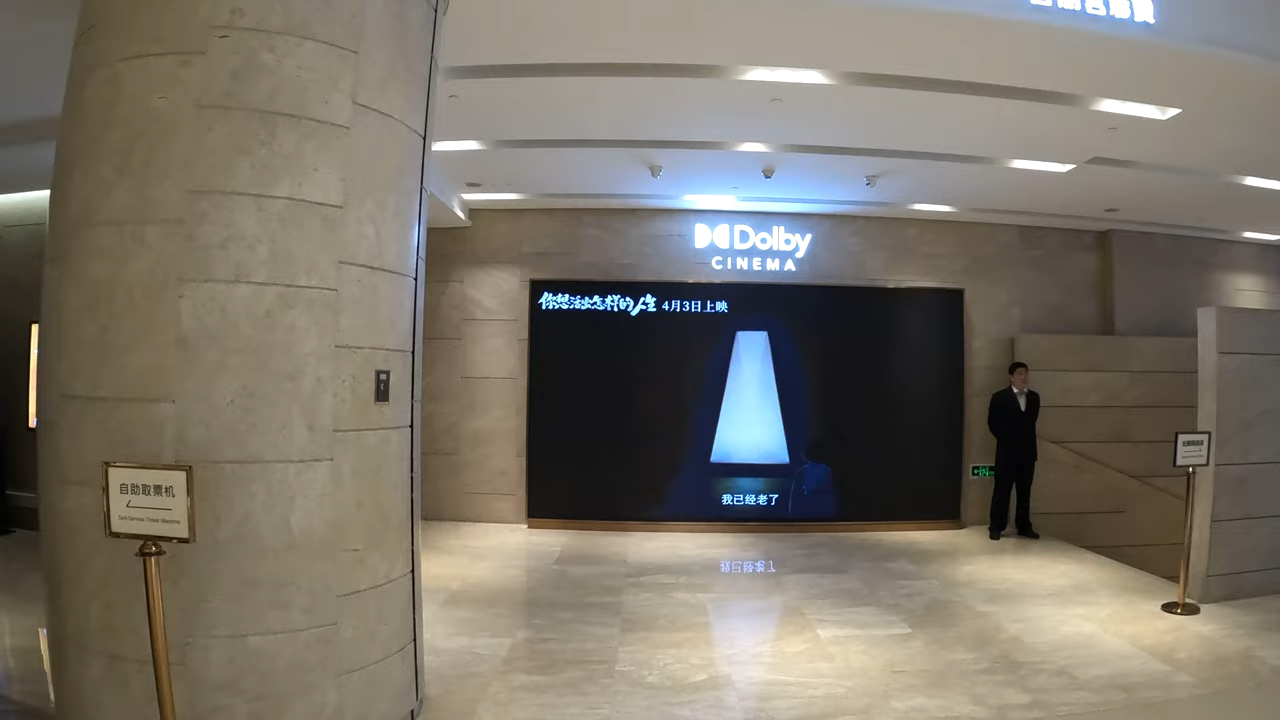 Dolby
CINEMA
你想活出怎样的人生 4月3日上映
我已经老了
自助取票机
Self-Service Ticket Machine